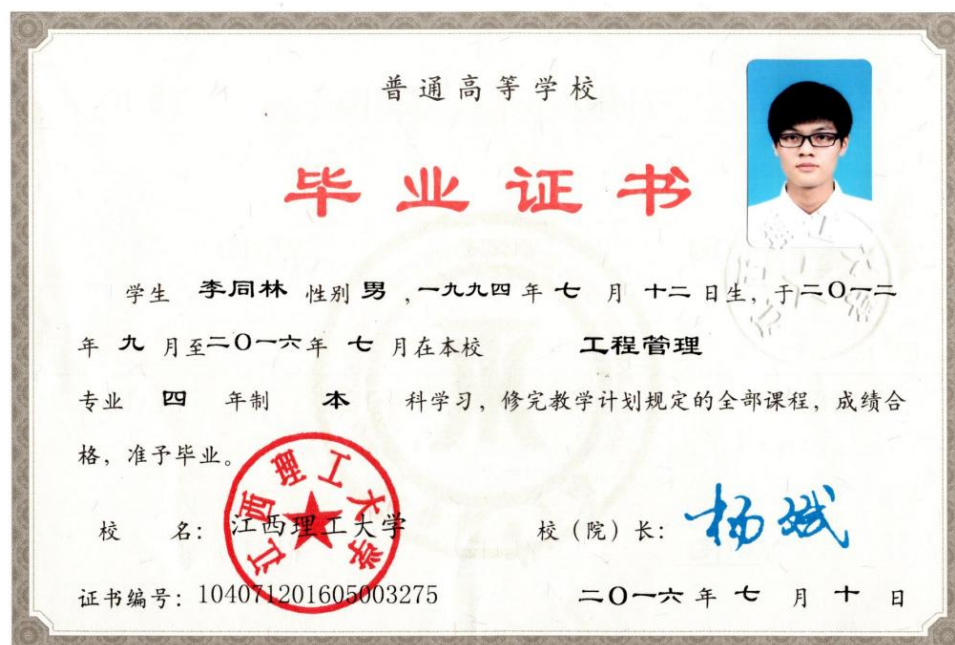 普通高等学校
毕业证书
学生 李同林 性别 男 ,一九九四 年 七 月 十二 日生，于二〇一二
年 九 月至二〇一六年 七 月在本校 工程管理
专业 四 年制 本 科学习，修完教学计划规定的全部课程，成绩合
格，准予毕业。
江西理工大学
校 名：江西理工大学 校（院）长：杨斌
证书编号：104071201605003275 二〇一六 年 七 月 十 日